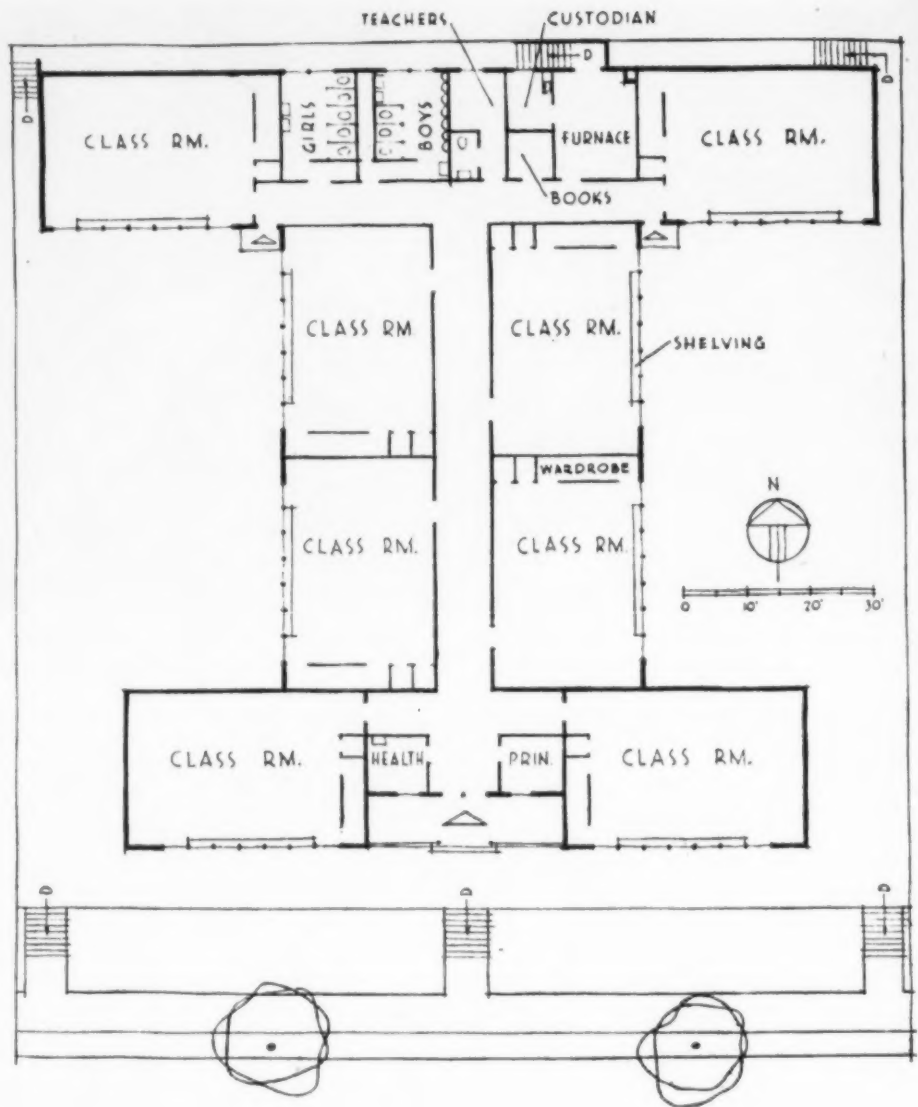 TEACHERS
CUSTODIAN
D
D
D
CLASS RM.
GIRLS
BOYS
FURNACE
CLASS RM.
BOOKS
CLASS RM.
CLASS RM.
SHELVING
WARDROBE
CLASS RM.
CLASS RM.
N
0 10' 20' 30'
CLASS RM.
HEALTH
PRIN.
CLASS RM.
D
D
D